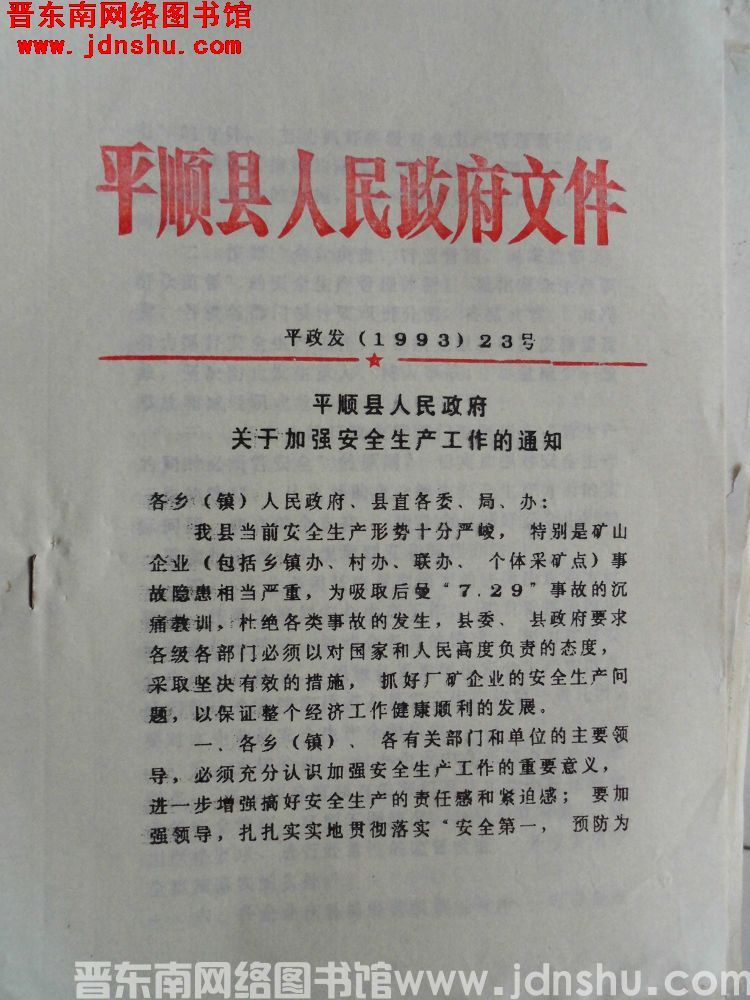 晋东南网络图书馆
www.jdnshu.com
平顺县人民政府文件
平政发（1993）23号
平顺县人民政府
关于加强安全生产工作的通知
各乡（镇）人民政府、县直各委、局、办：
我县当前安全生产形势十分严峻，特别是矿山
企业（包括乡镇办、村办、联办、个体采矿点）事
故隐患相当严重，为吸取后曼“7.29”事故的沉
痛教训，杜绝各类事故的发生，县委、县政府要求
各级各部门必须以对国家和人民高度负责的态度，
采取坚决有效的措施，抓好厂矿企业的安全生产问
题，以保证整个经济工作健康顺利的发展。
一、各乡（镇）、各有关部门和单位的主要领
导，必须充分认识加强安全生产工作的重要意义，
进一步增强搞好安全生产的责任感和紧迫感；要加
强领导，扎扎实实地贯彻落实“安全第一，预防为
晋东南网络图书馆www.jdnshu.com